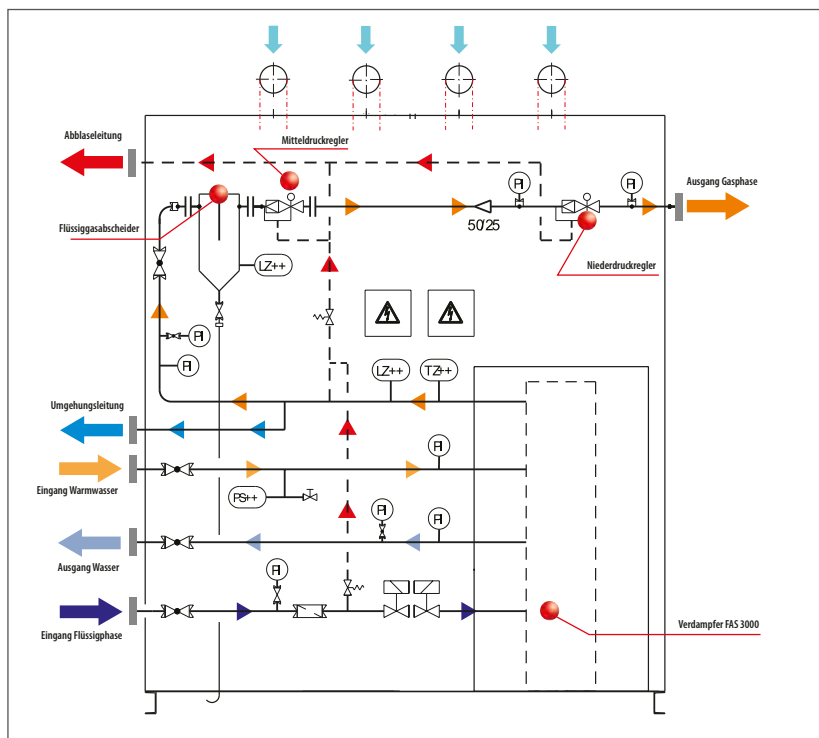 Abblaseleitung
Mitteldruckregler
PI
PI
Ausgang Gasphase
Flüssiggasabscheider
50/25
LZ++
Niederdruckregler
PI
PI
LZ++
TZ++
Umgehungsleitung
PI
Eingang Warmwasser
PS++
PI
PI
Ausgang Wasser
PI
Eingang Flüssigphase
Verdampfer FAS 3000